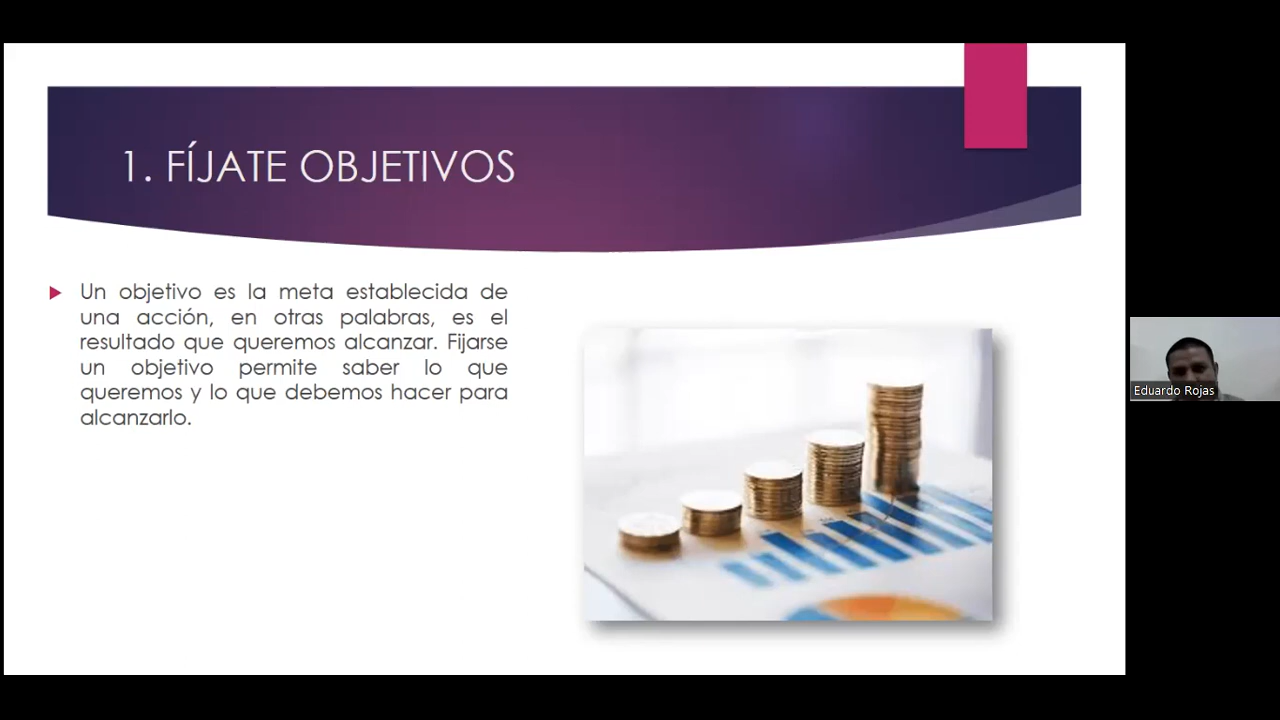 1. FÍJATE OBJETIVOS
Un objetivo es la meta establecida de
una acción, en otras palabras, es el
resultado que queremos alcanzar. Fijarse
un objetivo permite saber lo que
queremos y lo que debemos hacer para
alcanzarlo.
Eduardo Rojas